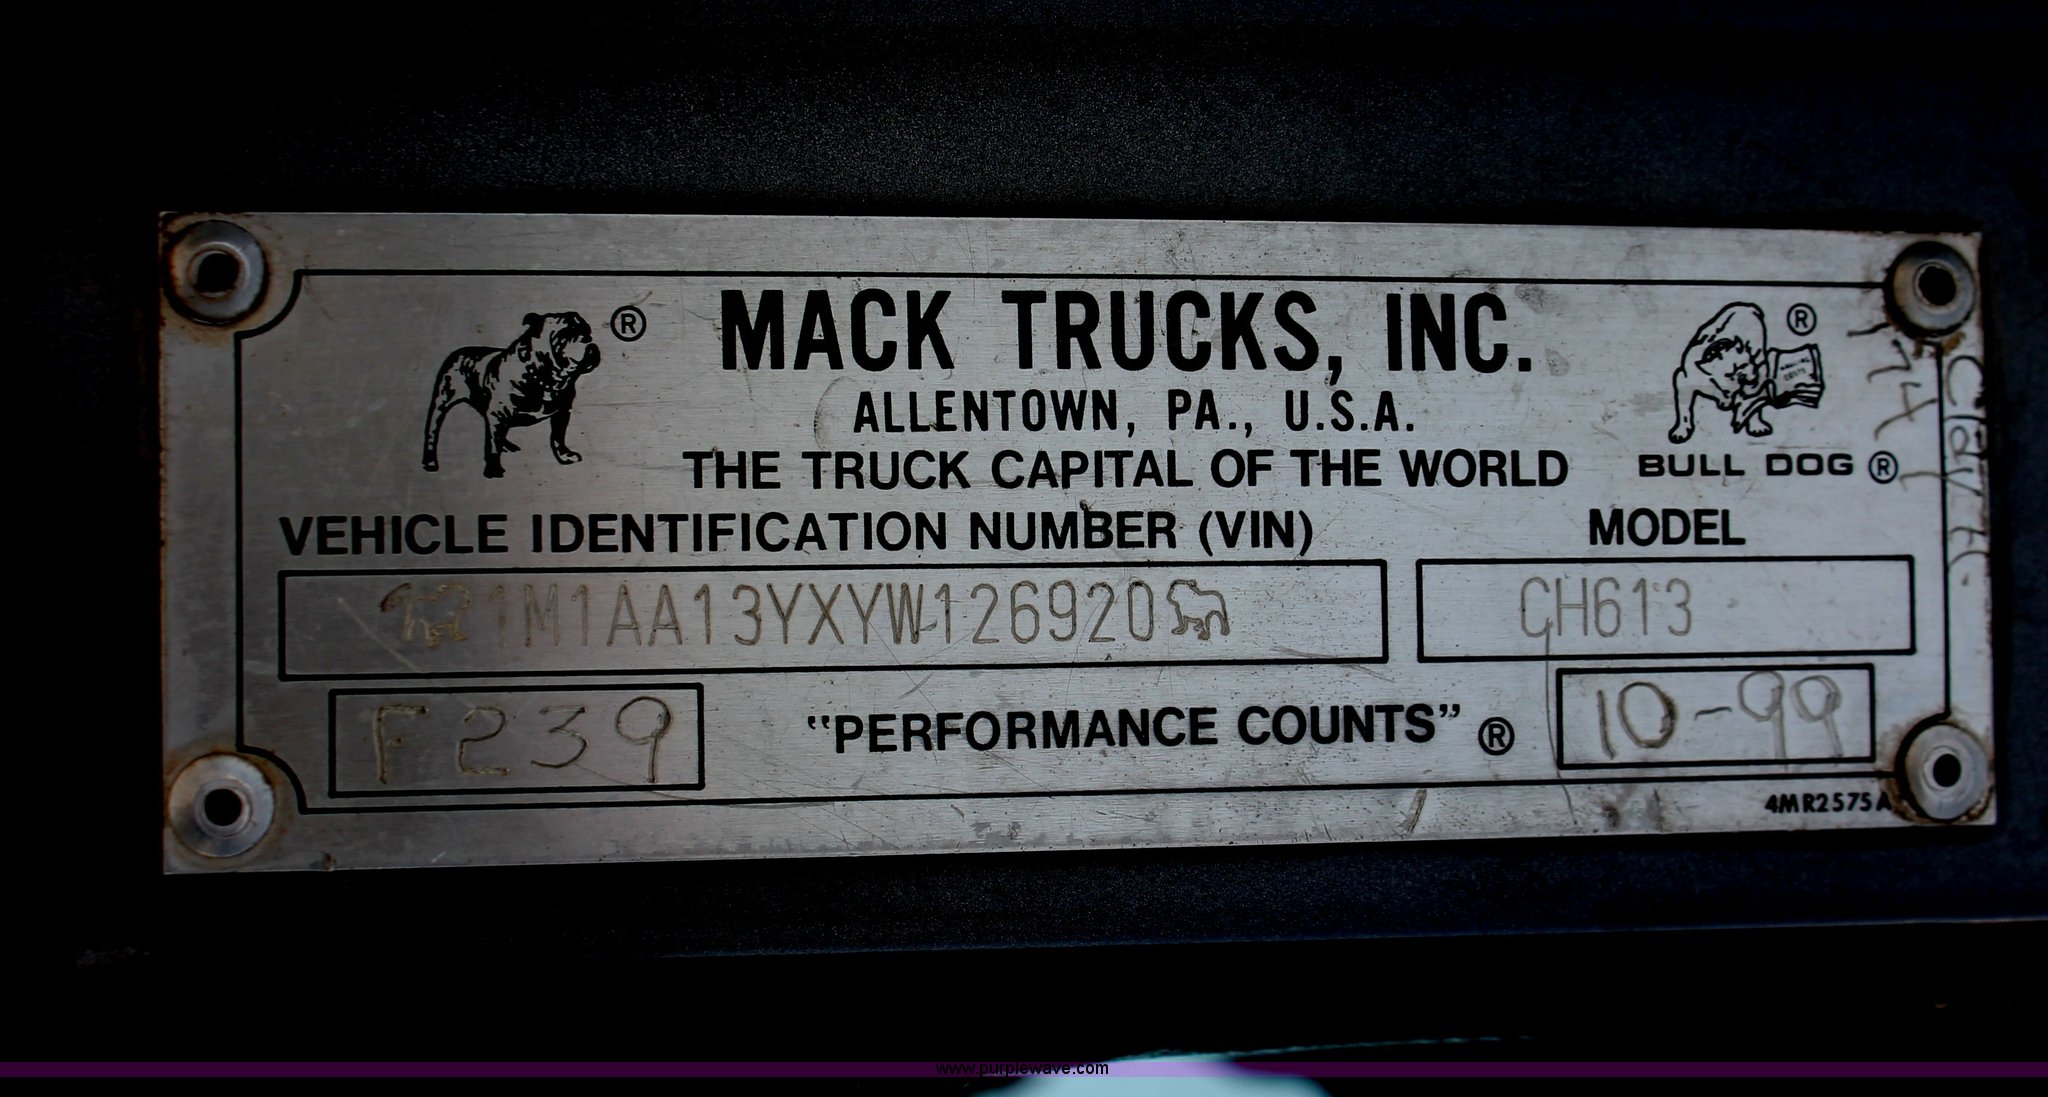 MACK TRUCKS, INC.
ALLENTOWN, PA., U.S.A.
THE TRUCK CAPITAL OF THE WORLD
BULL DOG ®
®
®
VEHICLE IDENTIFICATION NUMBER (VIN)
MODEL
1M1AA13YXYW126920
CH613
F239
"PERFORMANCE COUNTS" ®
10-99
4MR2575A
www.purplewave.com